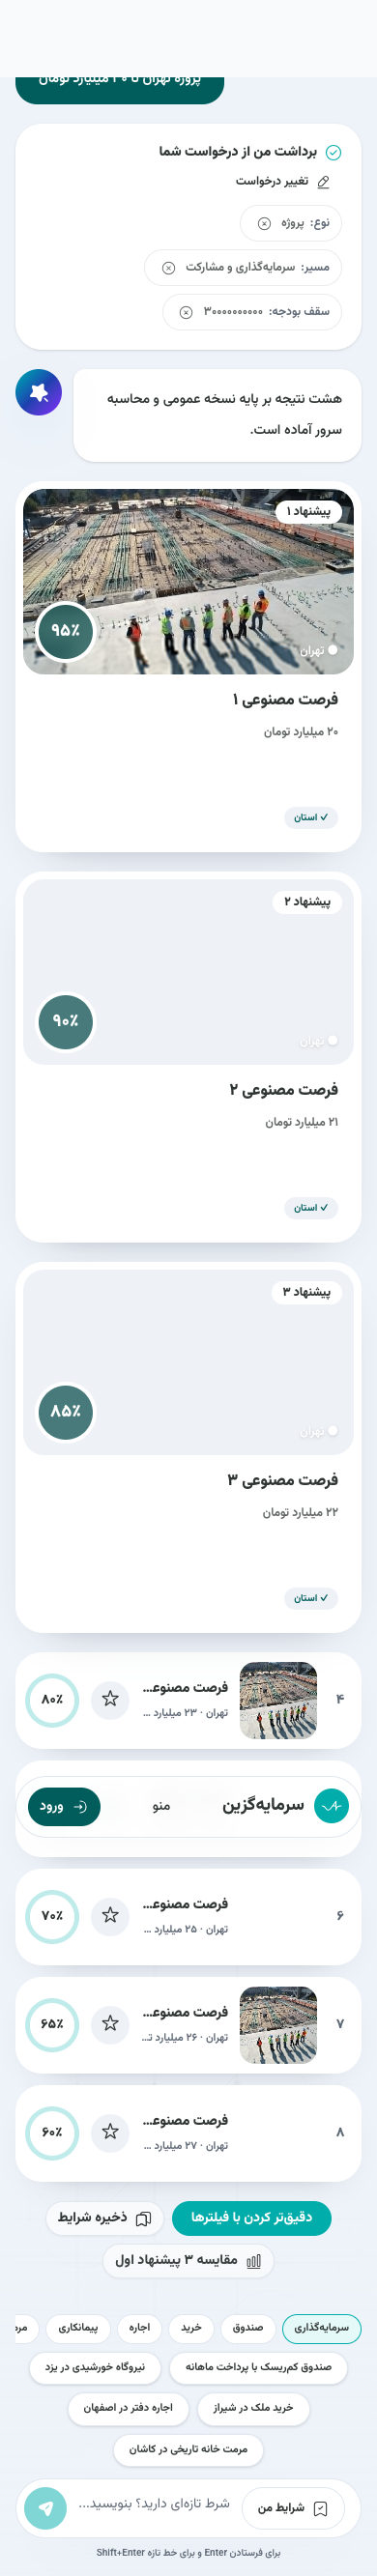 پروژه تهران تا ۳۰ میلیارد تومان
برداشت من از درخواست شما
تغییر درخواست
نوع: پروژه
مسیر: سرمایه‌گذاری و مشارکت
سقف بودجه: ۳۰۰۰۰۰۰۰۰۰۰
هشت نتیجه بر پایه نسخه عمومی و محاسبه
سرور آماده است.
پیشنهاد ۱
۹۵٪
تهران
فرصت مصنوعی ۱
۲۰ میلیارد تومان
✓ استان
پیشنهاد ۲
۹۰٪
تهران
فرصت مصنوعی ۲
۲۱ میلیارد تومان
✓ استان
پیشنهاد ۳
۸۵٪
تهران
فرصت مصنوعی ۳
۲۲ میلیارد تومان
✓ استان
۴
فرصت مصنوعـ...
تهران · ۲۳ میلیارد ...
۸۰٪
سرمایه‌گزین
منو
ورود
۶
فرصت مصنوعـ...
تهران · ۲۵ میلیارد ...
۷۰٪
۷
فرصت مصنوعـ...
تهران · ۲۶ میلیارد تـ...
۶۵٪
۸
فرصت مصنوعـ...
تهران · ۲۷ میلیارد ...
۶۰٪
دقیق‌تر کردن با فیلترها
ذخیره شرایط
مقایسه ۳ پیشنهاد اول
سرمایه‌گذاری
صندوق
خرید
اجاره
پیمانکاری
صندوق کم‌ریسک با پرداخت ماهانه
نیروگاه خورشیدی در یزد
خرید ملک در شیراز
اجاره دفتر در اصفهان
مرمت خانه تاریخی در کاشان
شرایط من
شرط تازه‌ای دارید؟ بنویسید...
برای فرستادن Enter و برای خط تازه Shift+Enter